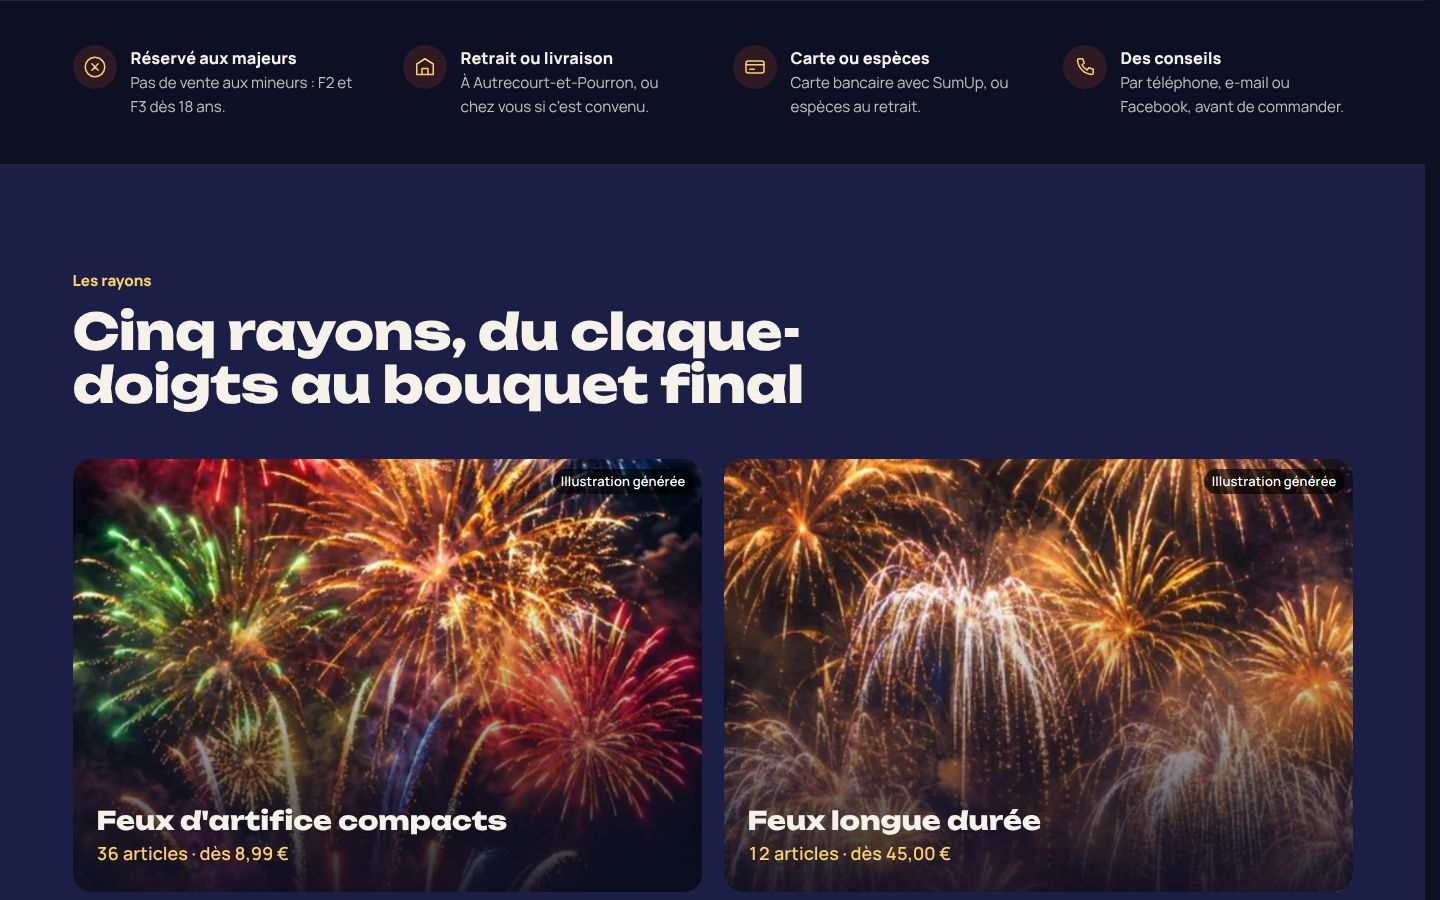 Réservé aux majeurs
Pas de vente aux mineurs : F2 et
F3 dès 18 ans.
Retrait ou livraison
À Autrecourt-et-Pourron, ou
chez vous si c'est convenu.
Carte ou espèces
Carte bancaire avec SumUp, ou
espèces au retrait.
Des conseils
Par téléphone, e-mail ou
Facebook, avant de commander.
Les rayons
Cinq rayons, du claque-
doigts au bouquet final
Illustration générée
Feux d'artifice compacts
36 articles · dès 8,99 €
Illustration générée
Feux longue durée
12 articles · dès 45,00 €